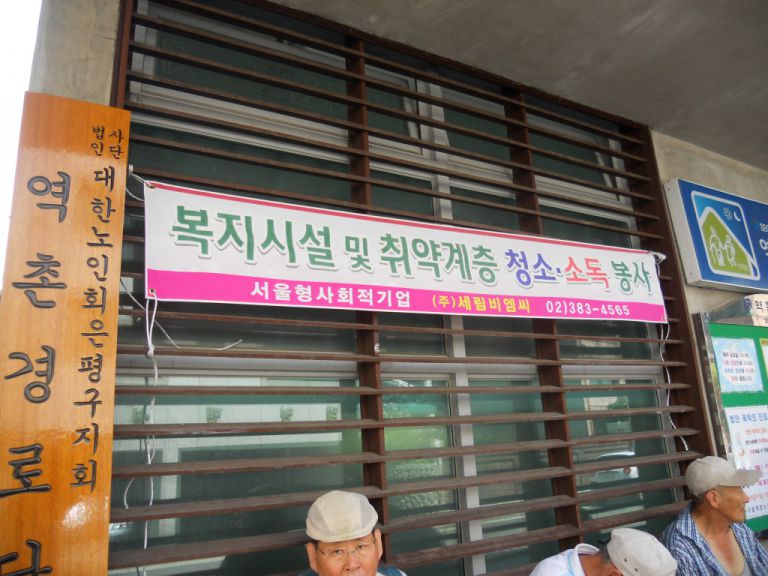 사단
법인 대한노인회은평구지회
역촌경로당
복지시설 및 취약계층 청소·소독 봉사
서울형사회적기업 (주)세림비엠씨 02)383-4565